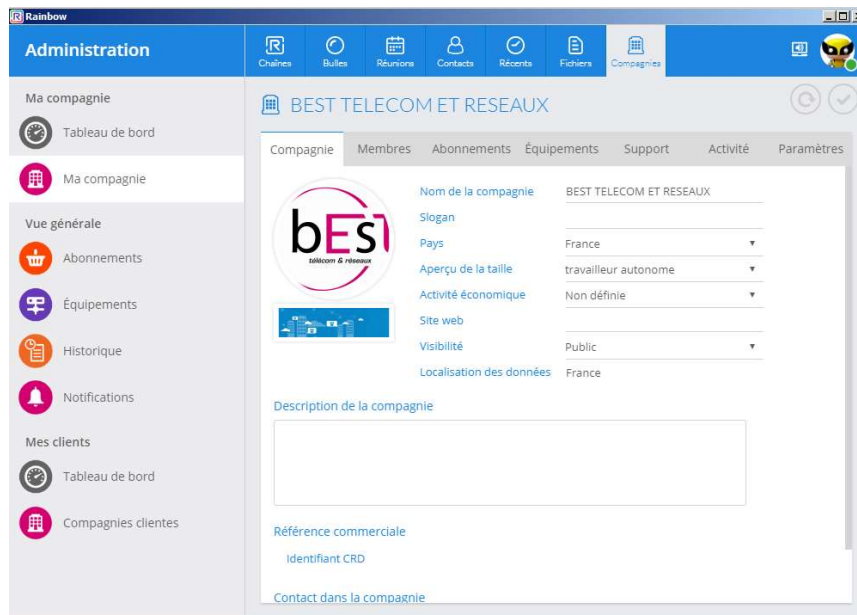 Rainbow
Administration
Chaînes
Bulles
Réunions
Contacts
Récents
Fichiers
Compagnies
Ma compagnie
Tableau de bord
Ma compagnie
Vue générale
Abonnements
Équipements
Historique
Notifications
Mes clients
Tableau de bord
Compagnies clientes
BEST TELECOM ET RESEAUX
Compagnie Membres Abonnements Équipements Support Activité Paramètres
bEST
télécom & réseaux
Nom de la compagnie BEST TELECOM ET RESEAUX
Slogan
Pays France
Aperçu de la taille travailleur autonome
Activité économique Non définie
Site web
Visibilité Public
Localisation des données France
Description de la compagnie
Référence commerciale
Identifiant CRD
Contact dans la compagnie